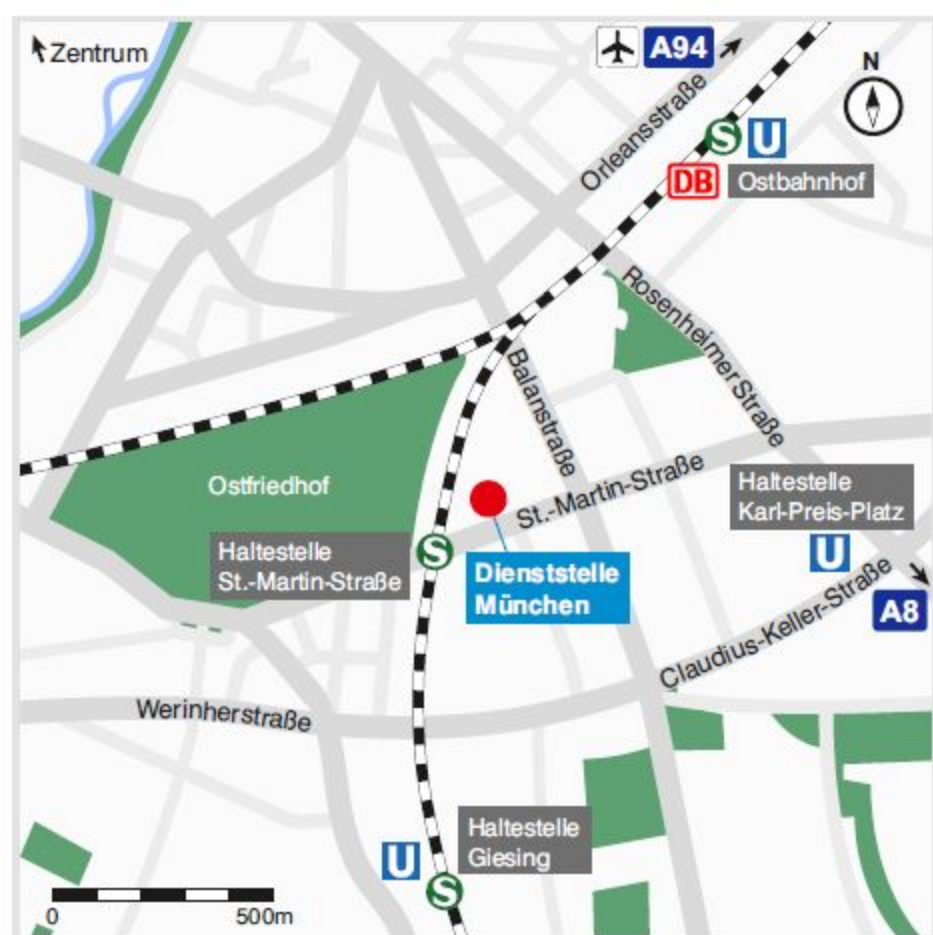 Zentrum
A94
N
Orleansstraße
S
U
DB
Ostbahnhof
Rosenheimer Straße
Balanstraße
Ostfriedhof
St.-Martin-Straße
Haltestelle
Karl-Preis-Platz
U
Haltestelle
St.-Martin-Straße
S
Dienststelle
München
A8
Claudius-Keller-Straße
Werinherstraße
Haltestelle
Giesing
U
S
0
500m